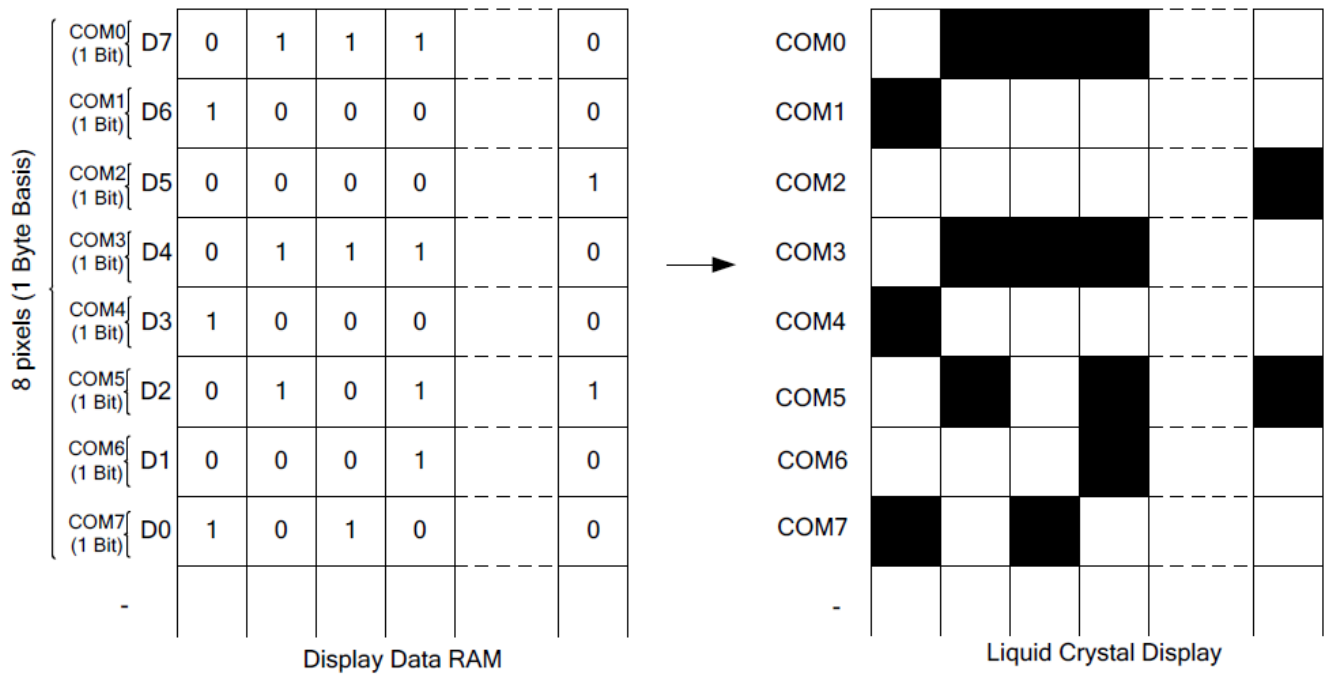 8 pixels (1 Byte Basis)
COM0 (1 Bit) D7 0 1 1 1 0
COM1 (1 Bit) D6 1 0 0 0 0
COM2 (1 Bit) D5 0 0 0 0 1
COM3 (1 Bit) D4 0 1 1 1 0
COM4 (1 Bit) D3 1 0 0 0 0
COM5 (1 Bit) D2 0 1 0 1 1
COM6 (1 Bit) D1 0 0 0 1 0
COM7 (1 Bit) D0 1 0 1 0 0
-
Display Data RAM
COM0
COM1
COM2
COM3
COM4
COM5
COM6
COM7
-
Liquid Crystal Display